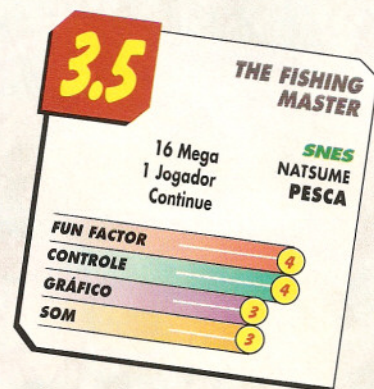 3.5
THE FISHING
MASTER
16 Mega
1 Jogador
Continue
SNES
NATSUME
PESCA
FUN FACTOR
4
CONTROLE
4
GRÁFICO
3
SOM
3